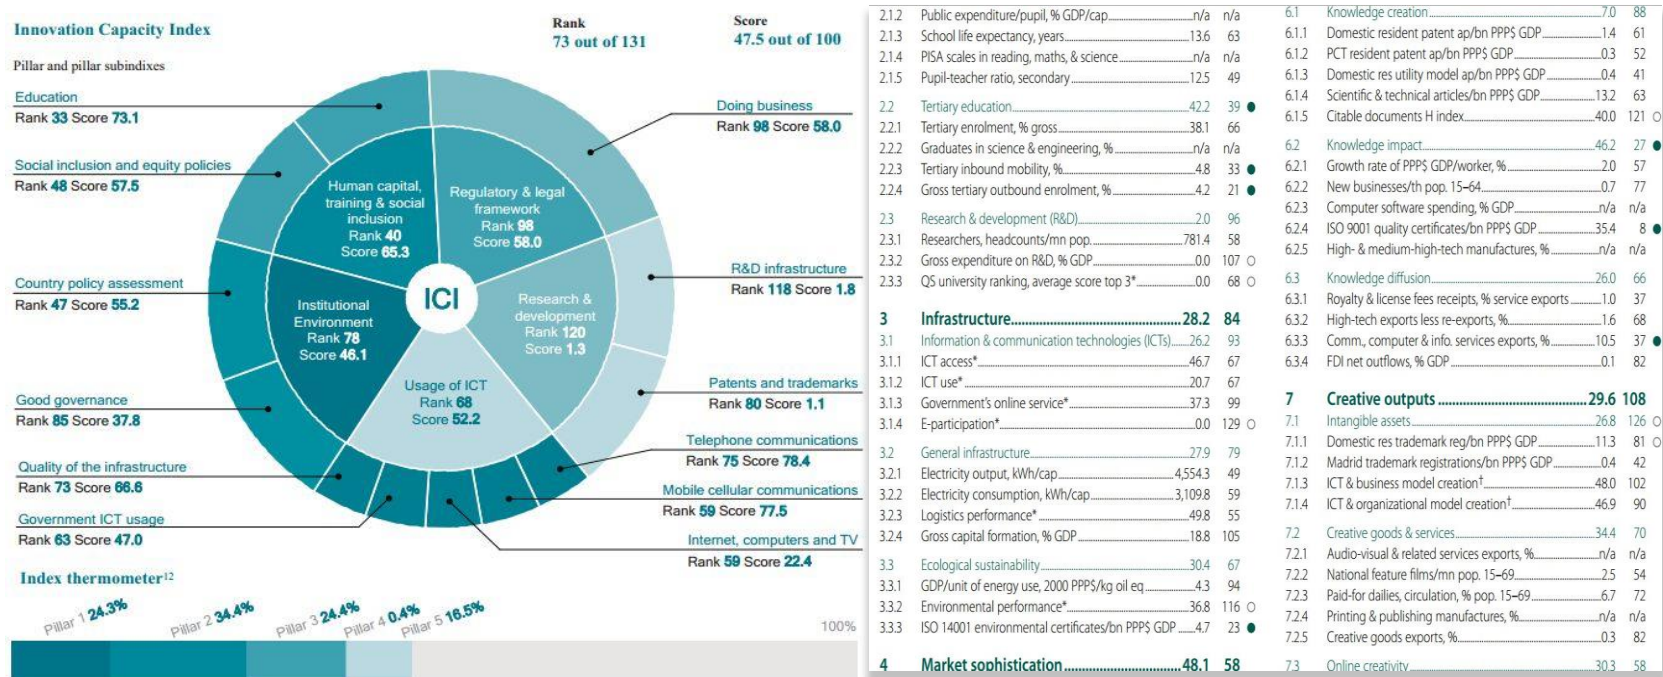 Innovation Capacity Index
Rank
73 out of 131
Score
47.5 out of 100
Pillar and pillar subindixes
Education
Rank 33 Score 73.1
Social inclusion and equity policies
Rank 48 Score 57.5
Country policy assessment
Rank 47 Score 55.2
Good governance
Rank 85 Score 37.8
Quality of the infrastructure
Rank 73 Score 66.6
Government ICT usage
Rank 63 Score 47.0
Doing business
Rank 98 Score 58.0
R&D infrastructure
Rank 118 Score 1.8
Patents and trademarks
Rank 80 Score 1.1
Telephone communications
Rank 75 Score 78.4
Mobile cellular communications
Rank 59 Score 77.5
Internet, computers and TV
Rank 59 Score 22.4
Human capital,
training & social
inclusion
Rank 40
Score 65.3
Regulatory & legal
framework
Rank 98
Score 58.0
Institutional
Environment
Rank 78
Score 46.1
ICI
Research &
development
Rank 120
Score 1.3
Usage of ICT
Rank 68
Score 52.2
Index thermometer12
Pillar 1 24.3%
Pillar 2 34.4%
Pillar 3 24.4%
Pillar 4 0.4%
Pillar 5 16.5%
100%
2.1.2 Public expenditure/pupil, % GDP/cap. n/a n/a
2.1.3 School life expectancy, years 13.6 63
2.1.4 PISA scales in reading, maths, & science n/a n/a
2.1.5 Pupil-teacher ratio, secondary 12.5 49
2.2 Tertiary education 42.2 39 ●
2.2.1 Tertiary enrolment, % gross 38.1 66
2.2.2 Graduates in science & engineering, % n/a n/a
2.2.3 Tertiary inbound mobility, % 4.8 33 ●
2.2.4 Gross tertiary outbound enrolment, % 4.2 21 ●
2.3 Research & development (R&D) 2.0 96
2.3.1 Researchers, headcounts/mn pop. 781.4 58
2.3.2 Gross expenditure on R&D, % GDP 0.0 107 ○
2.3.3 QS university ranking, average score top 3* 0.0 68 ○
3 Infrastructure 28.2 84
3.1 Information & communication technologies (ICTs) 26.2 93
3.1.1 ICT access* 46.7 67
3.1.2 ICT use* 20.7 67
3.1.3 Government's online service* 37.3 99
3.1.4 E-participation* 0.0 129 ○
3.2 General infrastructure 27.9 79
3.2.1 Electricity output, kWh/cap 4,554.3 49
3.2.2 Electricity consumption, kWh/cap 3,109.8 59
3.2.3 Logistics performance* 49.8 55
3.2.4 Gross capital formation, % GDP 18.8 105
3.3 Ecological sustainability 30.4 67
3.3.1 GDP/unit of energy use, 2000 PPP$/kg oil eq 4.3 94
3.3.2 Environmental performance* 36.8 116 ○
3.3.3 ISO 14001 environmental certificates/bn PPP$ GDP 4.7 23 ●
4 Market sophistication 48.1 58
6.1 Knowledge creation 7.0 88
6.1.1 Domestic resident patent ap/bn PPP$ GDP 1.4 61
6.1.2 PCT resident patent ap/bn PPP$ GDP 0.3 52
6.1.3 Domestic res utility model ap/bn PPP$ GDP 0.4 41
6.1.4 Scientific & technical articles/bn PPP$ GDP 13.2 63
6.1.5 Citable documents H index 40.0 121 ○
6.2 Knowledge impact 46.2 27 ●
6.2.1 Growth rate of PPP$ GDP/worker, % 2.0 57
6.2.2 New businesses/th pop. 15–64 0.7 77
6.2.3 Computer software spending, % GDP n/a n/a
6.2.4 ISO 9001 quality certificates/bn PPP$ GDP 35.4 8 ●
6.2.5 High- & medium-high-tech manufactures, % n/a n/a
6.3 Knowledge diffusion 26.0 66
6.3.1 Royalty & license fees receipts, % service exports 1.0 37
6.3.2 High-tech exports less re-exports, % 1.6 68
6.3.3 Comm., computer & info. services exports, % 10.5 37 ●
6.3.4 FDI net outflows, % GDP 0.1 82
7 Creative outputs 29.6 108
7.1 Intangible assets 26.8 126 ○
7.1.1 Domestic res trademark reg/bn PPP$ GDP 11.3 81 ○
7.1.2 Madrid trademark registrations/bn PPP$ GDP 0.4 42
7.1.3 ICT & business model creation† 48.0 102
7.1.4 ICT & organizational model creation† 46.9 90
7.2 Creative goods & services 34.4 70
7.2.1 Audio-visual & related services exports, % n/a n/a
7.2.2 National feature films/mn pop. 15–69 2.5 54
7.2.3 Paid-for dailies, circulation, % pop. 15–69 6.7 72
7.2.4 Printing & publishing manufactures, % n/a n/a
7.2.5 Creative goods exports, % 0.3 82
7.3 Online creativity 30.3 58